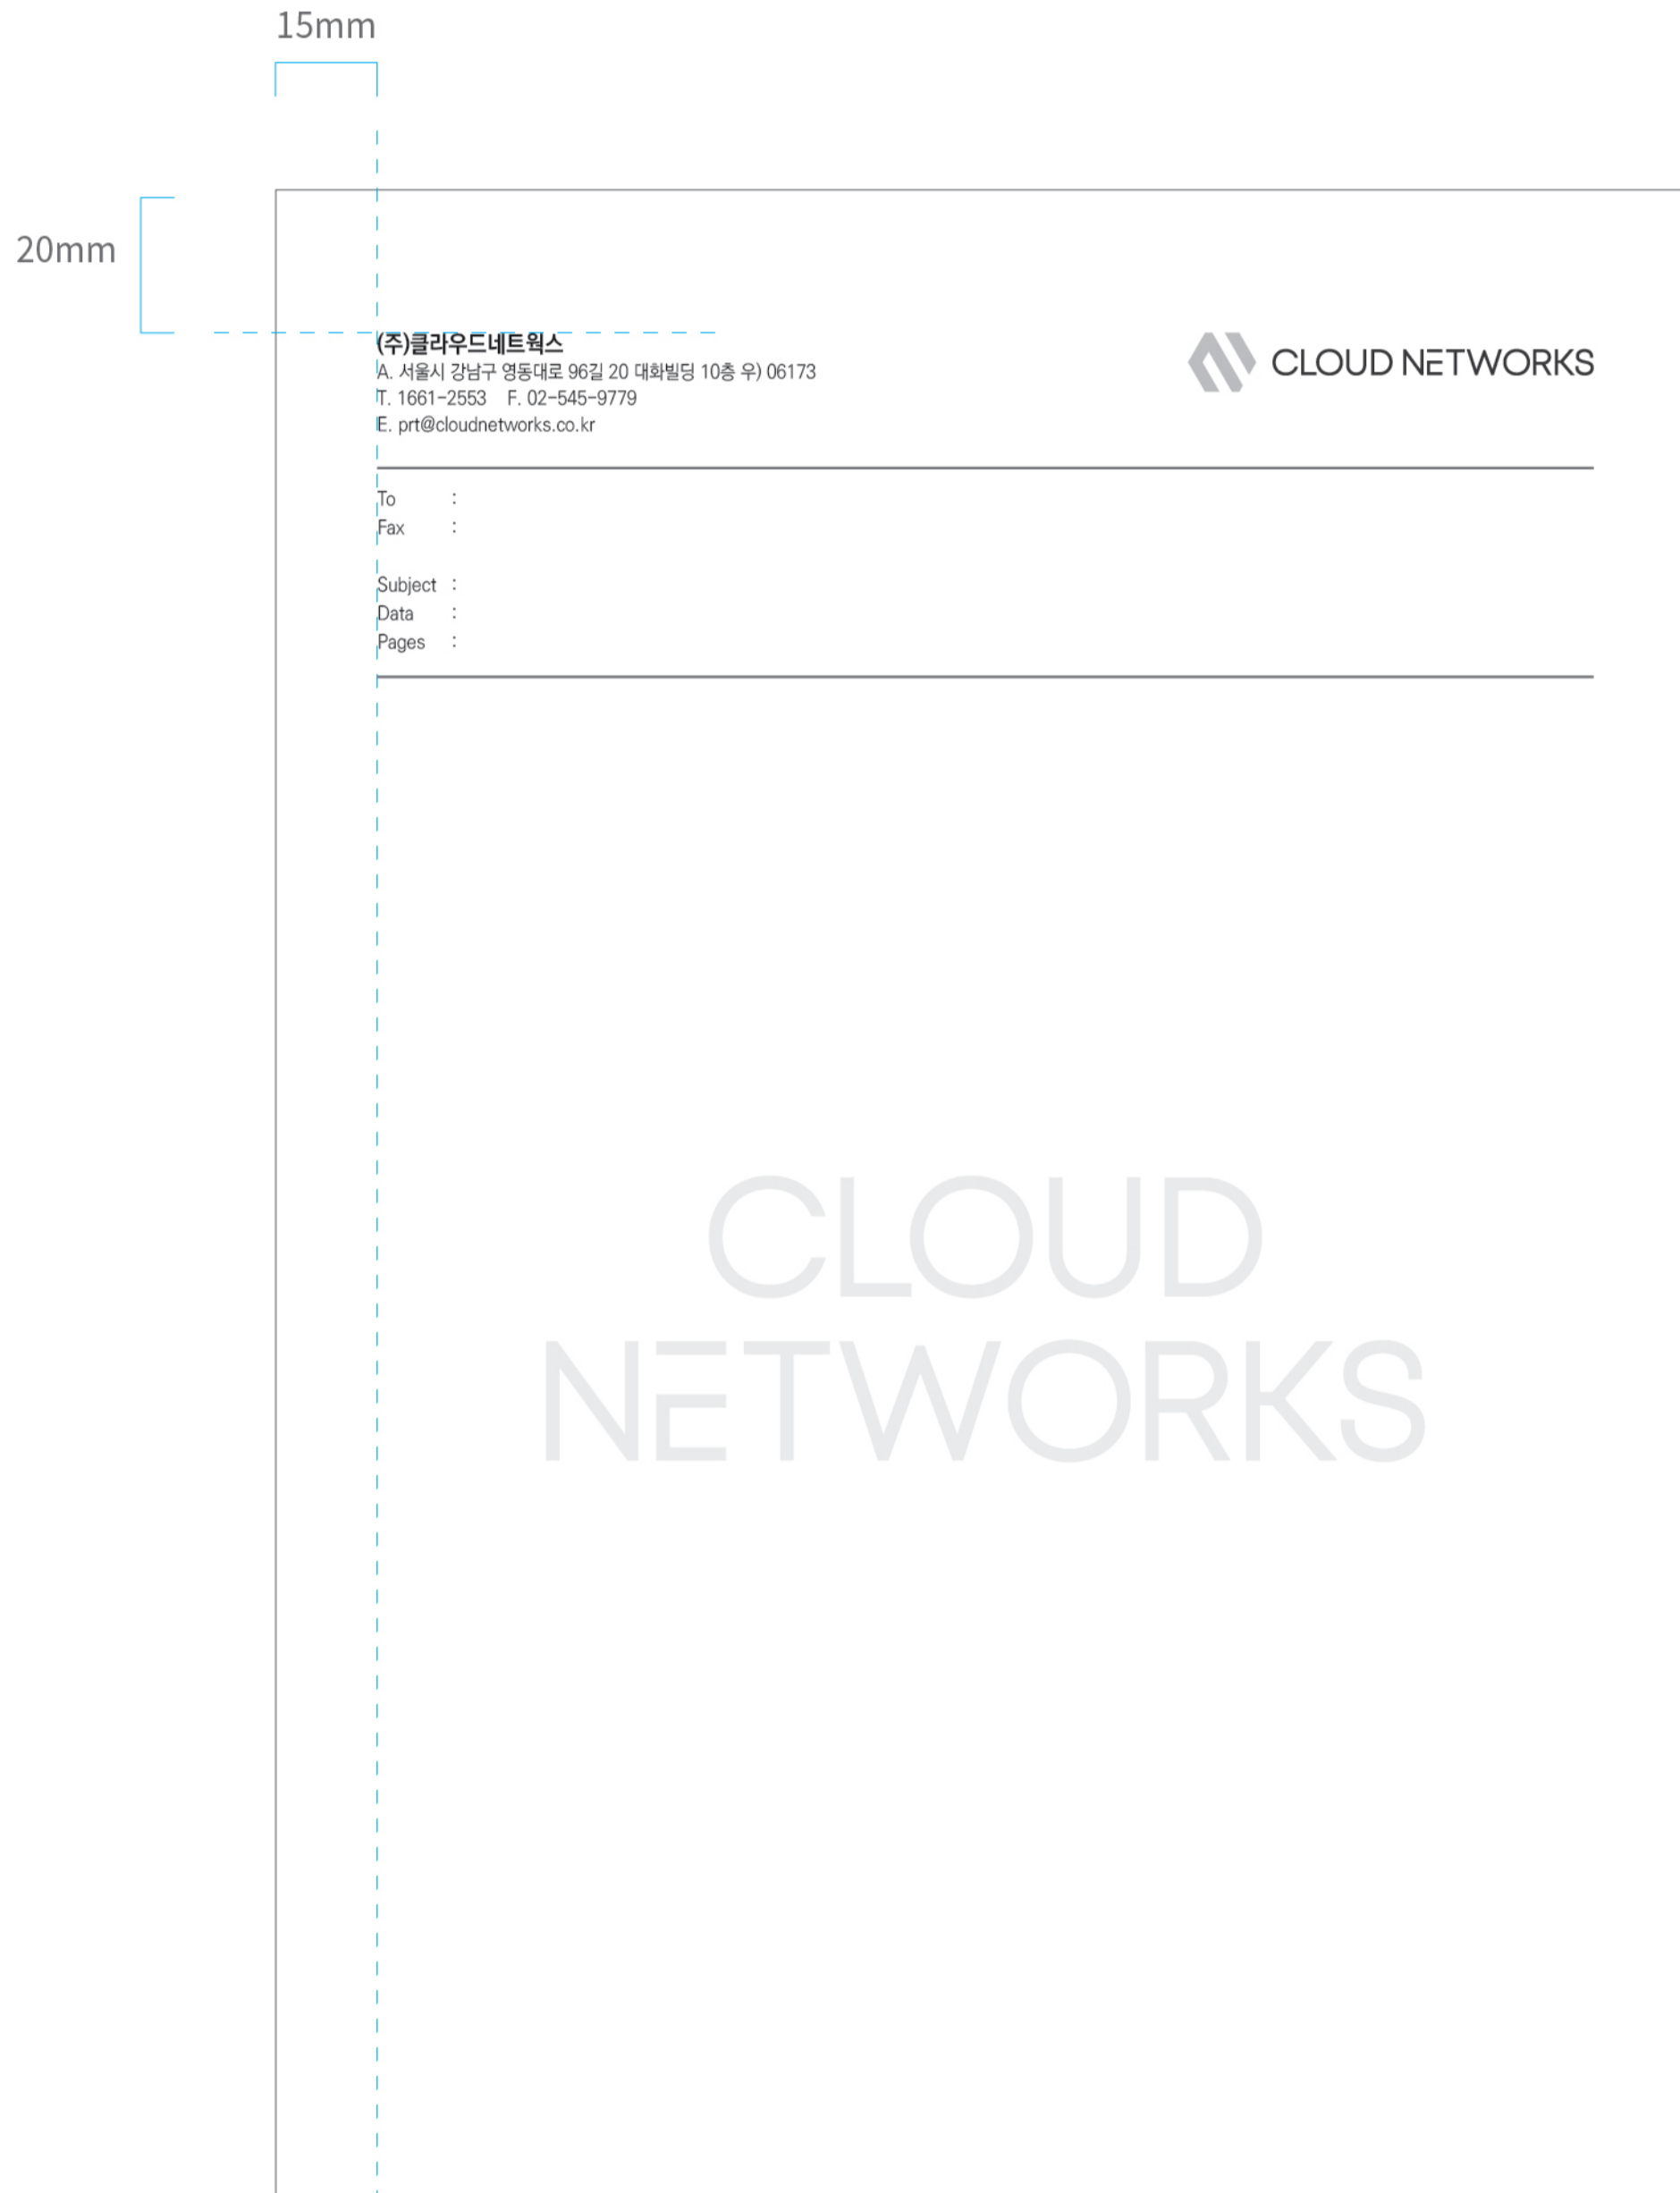 15mm
20mm
(주)클라우드네트웍스
A. 서울시 강남구 영동대로 96길 20 대화빌딩 10층 우) 06173
T. 1661-2553 F. 02-545-9779
E. prt@cloudnetworks.co.kr
CLOUD NETWORKS
To :
Fax :
Subject :
Data :
Pages :
CLOUD
NETWORKS